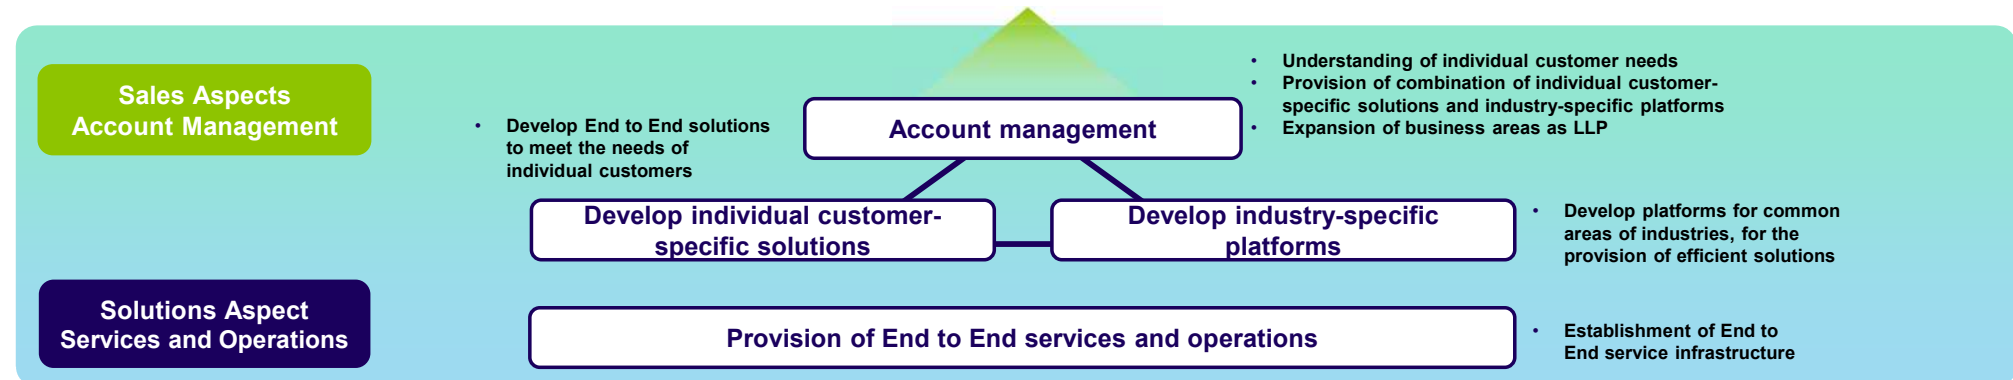 Sales Aspects
Account Management
• Develop End to End solutions
to meet the needs of
individual customers
Account management
• Understanding of individual customer needs
• Provision of combination of individual customer-
specific solutions and industry-specific platforms
• Expansion of business areas as LLP
Develop individual customer-
specific solutions
Develop industry-specific
platforms
• Develop platforms for common
areas of industries, for the
provision of efficient solutions
Solutions Aspect
Services and Operations
Provision of End to End services and operations
• Establishment of End to
End service infrastructure